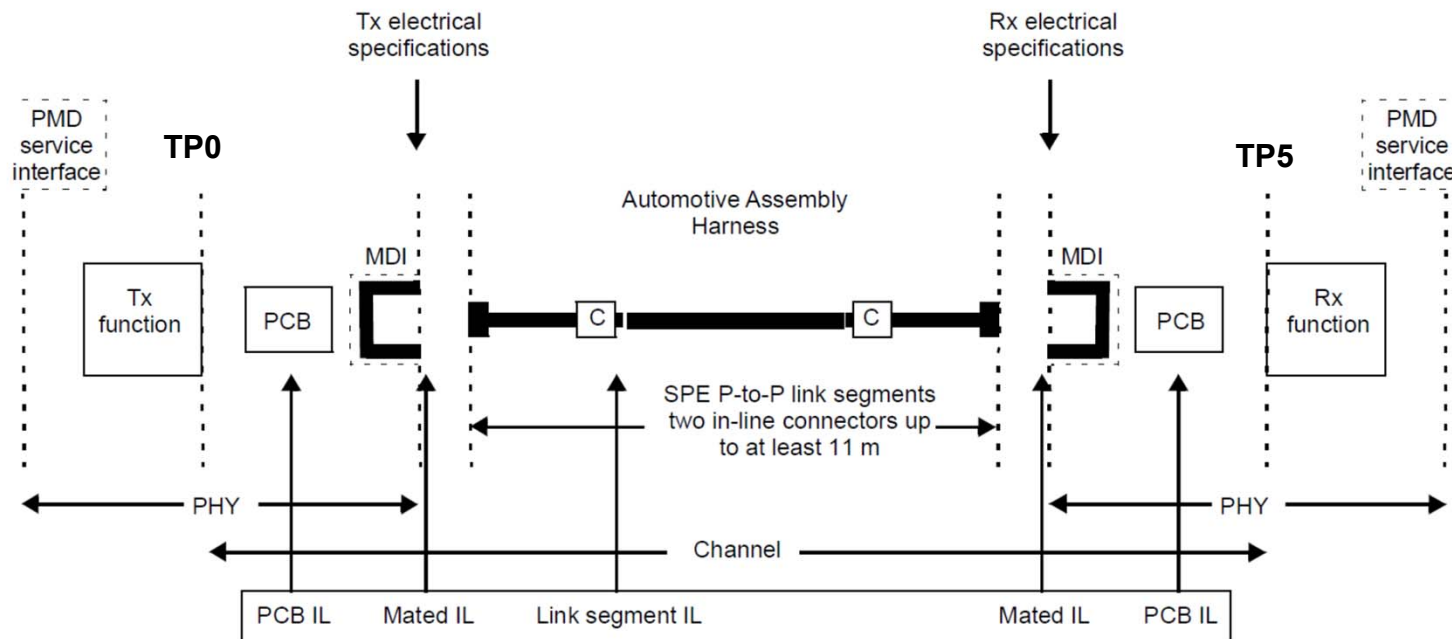 Tx electrical
specifications
Rx electrical
specifications
PMD
service
interface
TP0
TP5
PMD
service
interface
Automotive Assembly
Harness
MDI
MDI
Tx
function
PCB
C
C
PCB
Rx
function
SPE P-to-P link segments
two in-line connectors up
to at least 11 m
PHY
PHY
Channel
PCB IL
Mated IL
Link segment IL
Mated IL
PCB IL